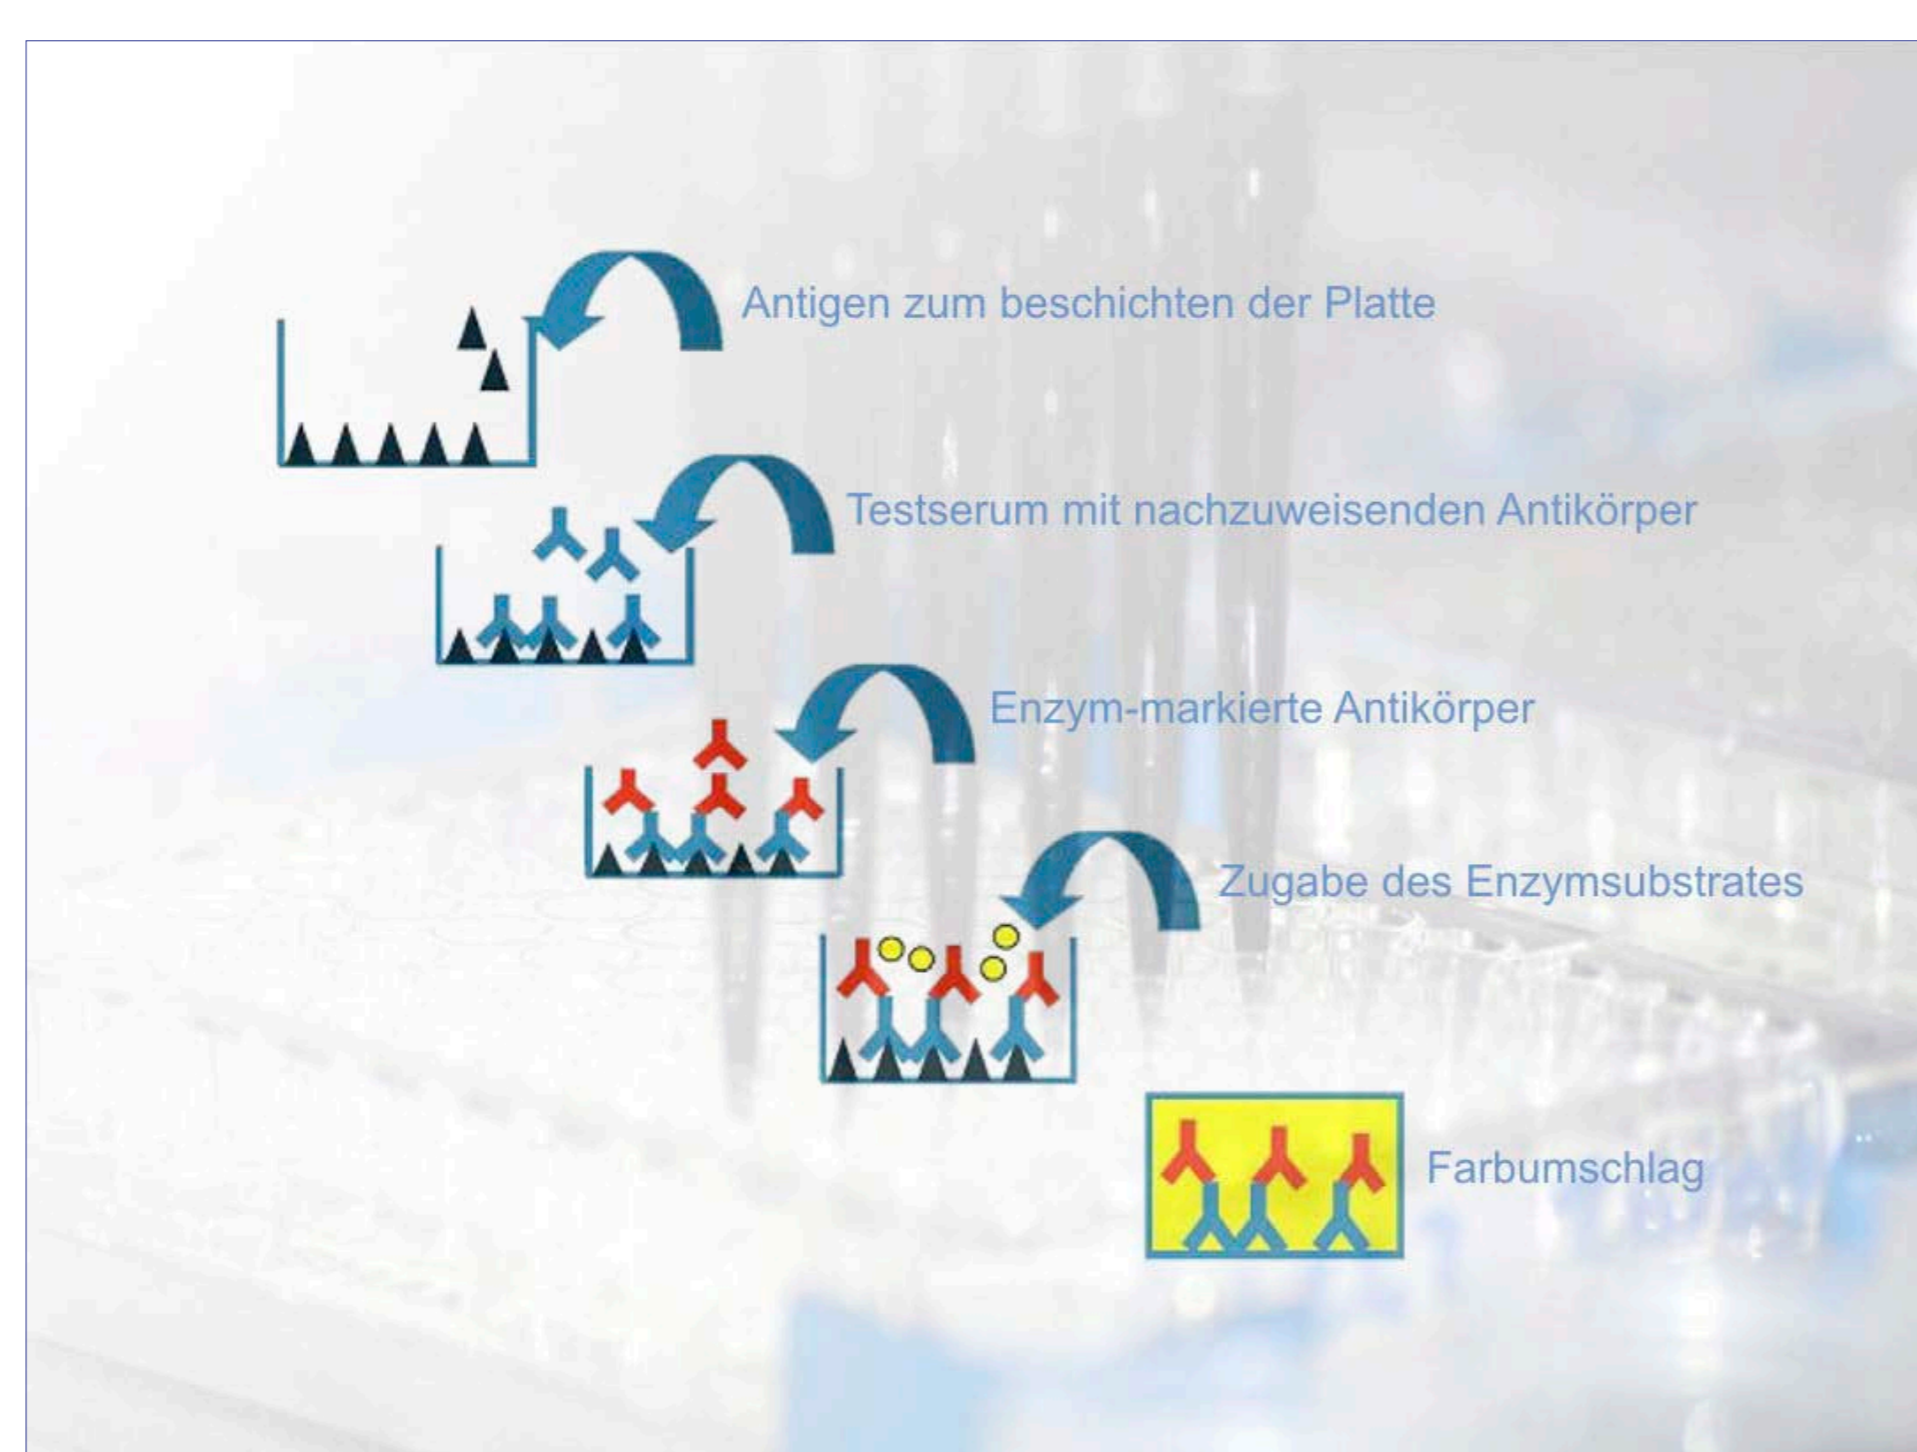 Antigen zum beschichten der Platte
Testserum mit nachzuweisenden Antikörper
Enzym-markierte Antikörper
Zugabe des Enzymsubstrates
Farbumschlag